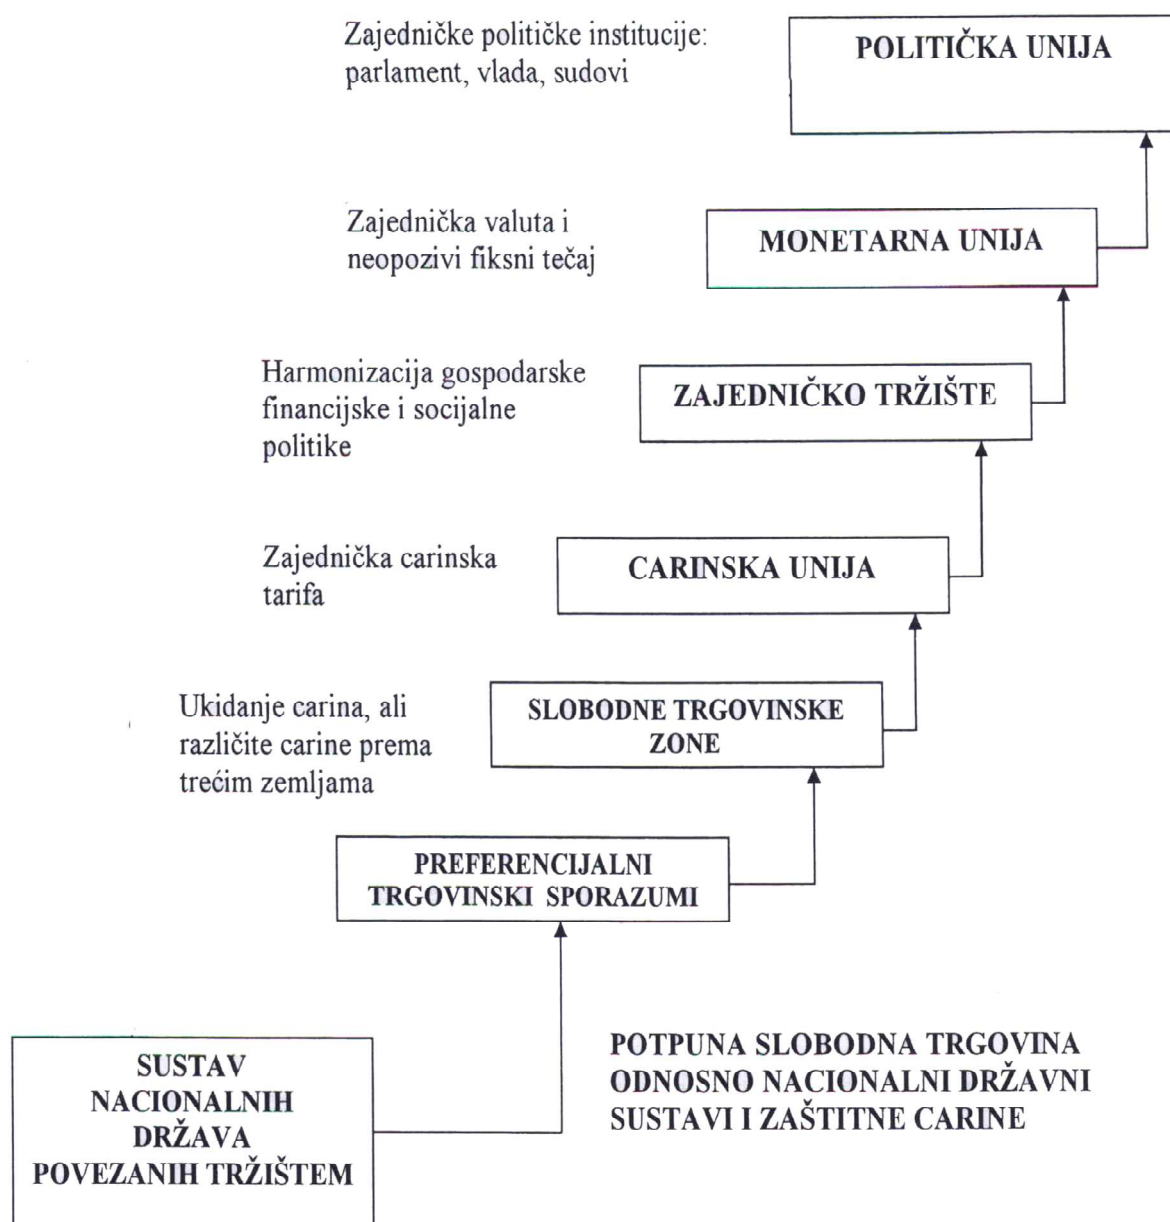 Zajedničke političke institucije:
parlament, vlada, sudovi
POLITIČKA UNIJA
Zajednička valuta i
neopozivi fiksni tečaj
MONETARNA UNIJA
Harmonizacija gospodarske
financijske i socijalne
politike
ZAJEDNIČKO TRŽIŠTE
Zajednička carinska
tarifa
CARINSKA UNIJA
Ukidanje carina, ali
različite carine prema
trećim zemljama
SLOBODNE TRGOVINSKE
ZONE
PREFERENCIJALNI
TRGOVINSKI SPORAZUMI
SUSTAV
NACIONALNIH
DRŽAVA
POVEZANIH TRŽIŠTEM
POTPUNA SLOBODNA TRGOVINA
ODNOSNO NACIONALNI DRŽAVNI
SUSTAVI I ZAŠTITNE CARINE